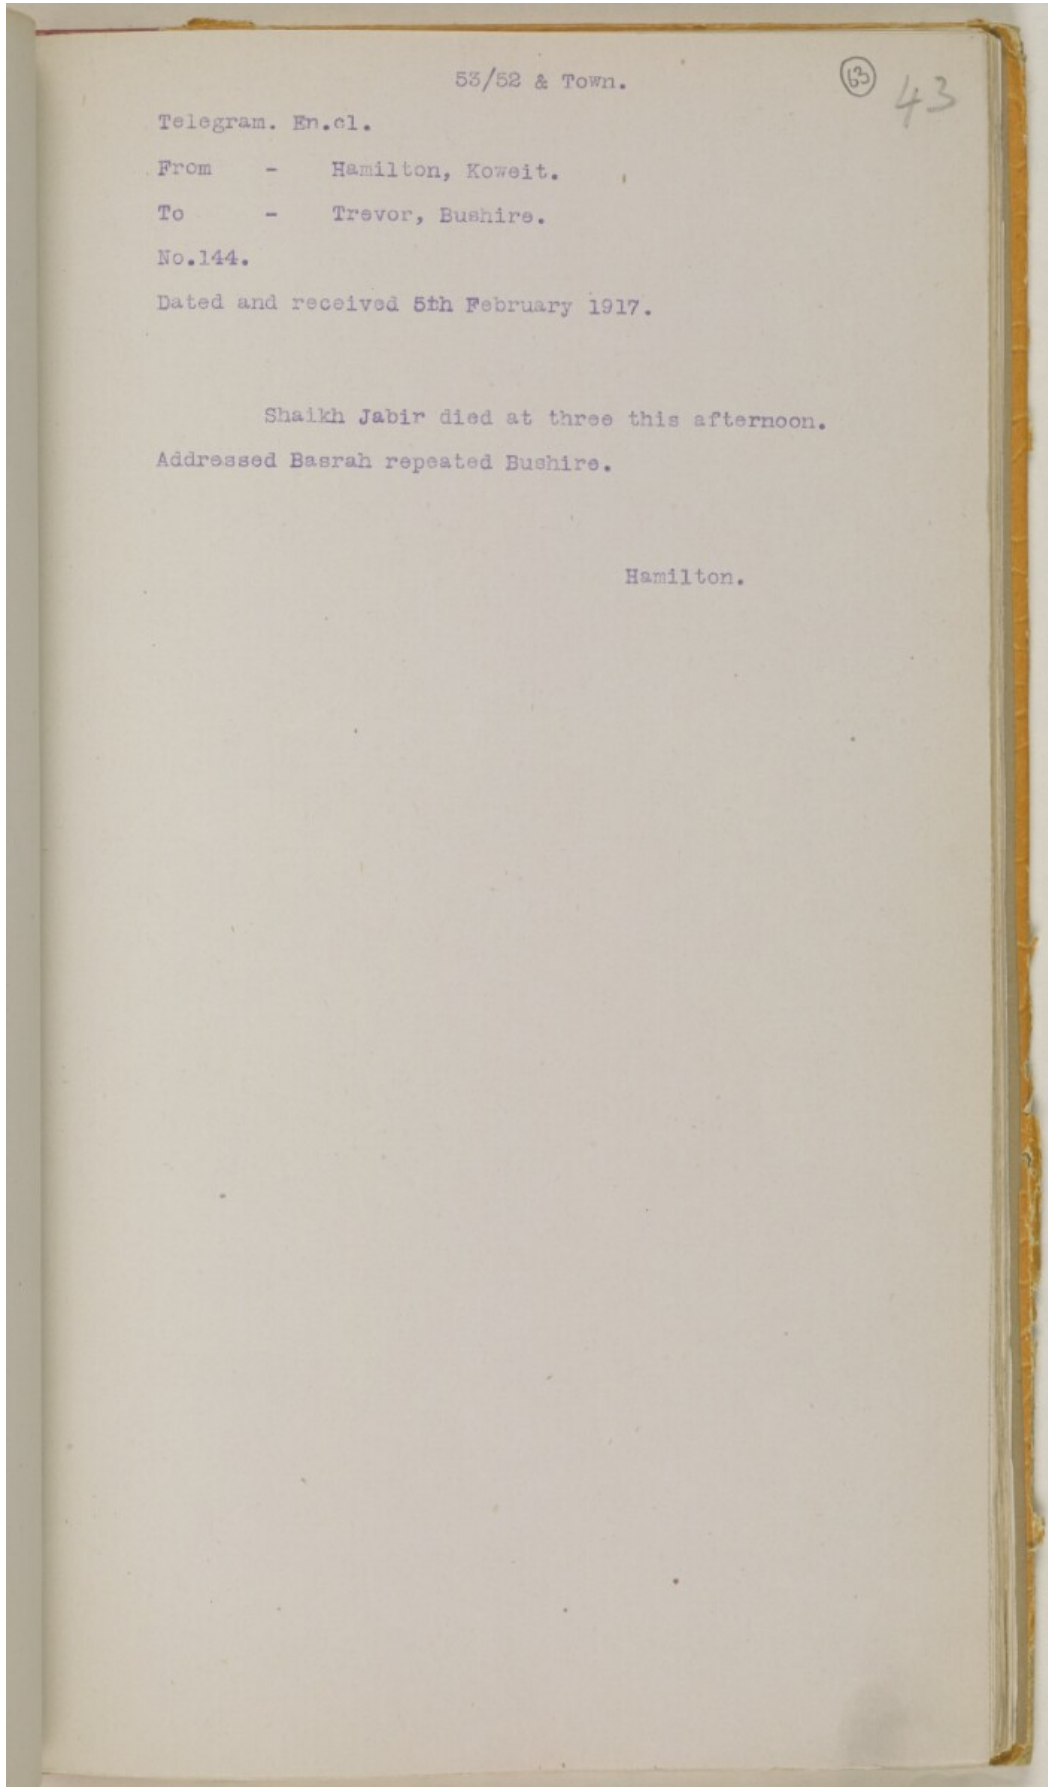 53/52 & Town.
63
43
Telegram. En.cl.
From - Hamilton, Koweit.
To - Trevor, Bushire.
No.144.
Dated and received 5th February 1917.
Shaikh Jabir died at three this afternoon.
Addressed Basrah repeated Bushire.
Hamilton.